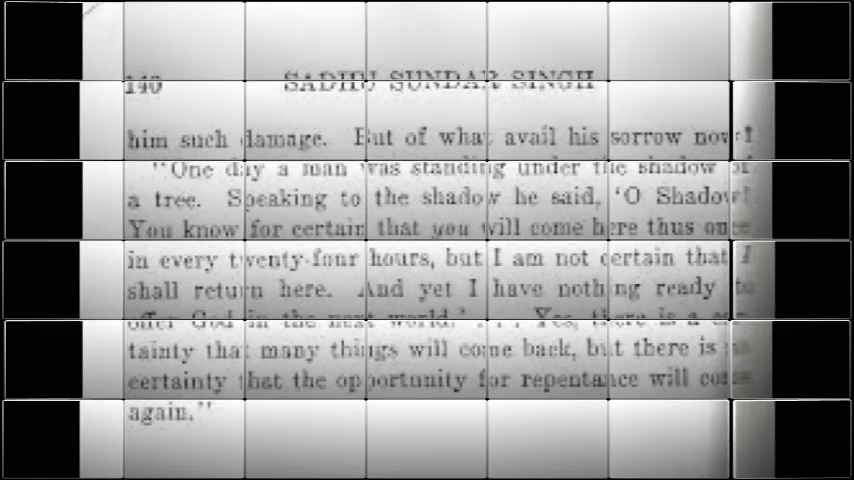 140 SADHU SUNDAR SINGH
him such damage. But of what avail his sorrow now!
"One day a man was standing under the shadow of
a tree. Speaking to the shadow he said, 'O Shadow!
You know for certain that you will come here thus once
in every twenty-four hours, but I am not certain that I
shall return here. And yet I have nothing ready to
offer God in the next world.' . . . Yes, there is a cer-
tainty that many things will come back, but there is no
certainty that the opportunity for repentance will come
again."